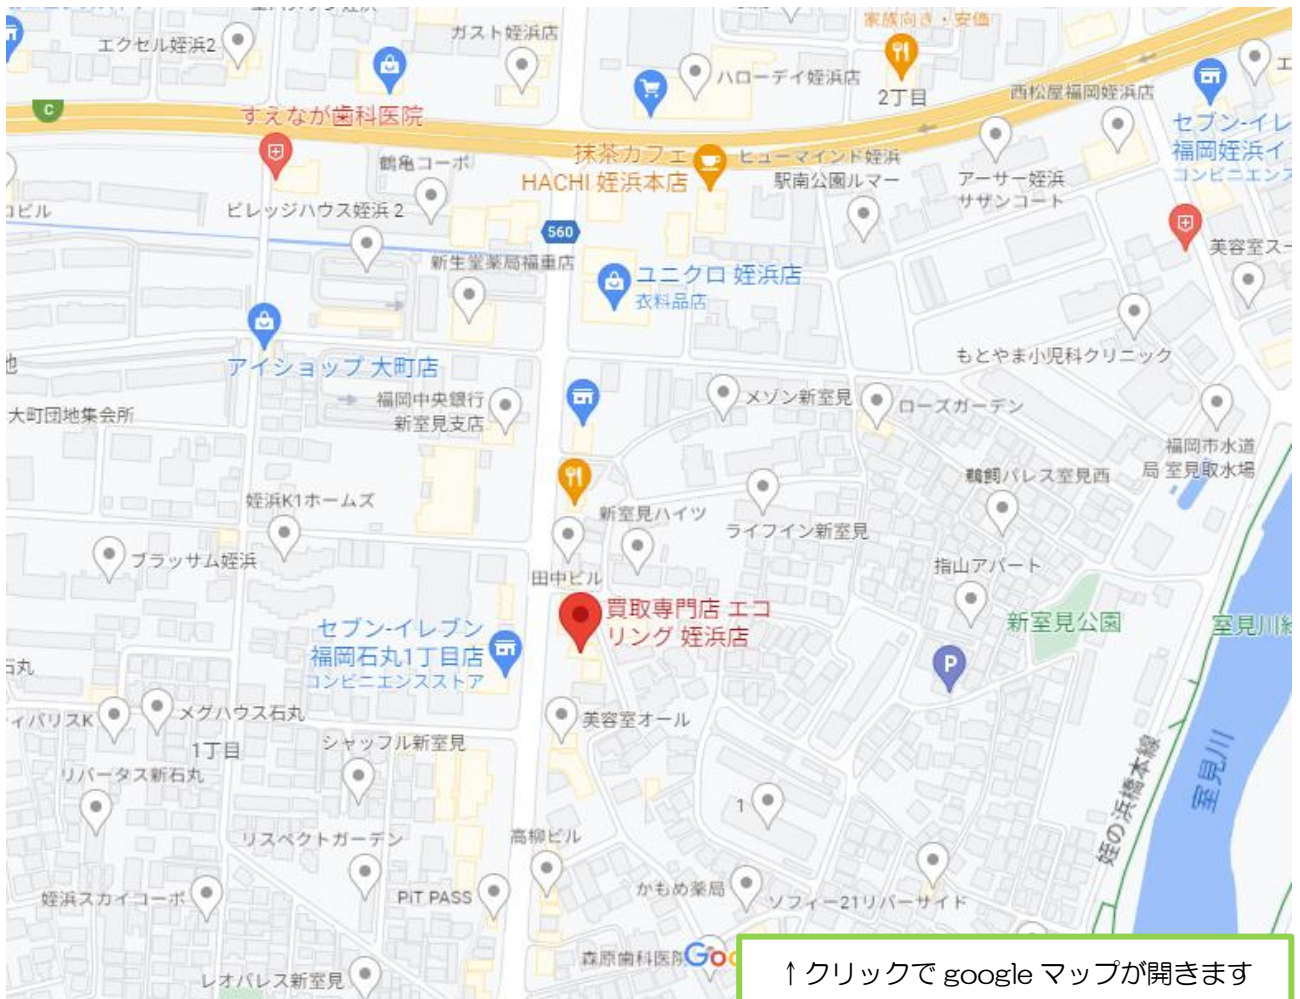 エクセル姪浜2
ガスト姪浜店
家族向き・安価
ハローデイ姪浜店
2丁目
西松屋福岡姪浜店
C
すえなが歯科医院
セブン-イレ
福岡姪浜イ
コンビニエンス
鶴亀コーポ
抹茶カフェ
HACHI 姪浜本店
ヒューマインド姪浜
駅南公園ルマー
アーサー姪浜
サザンコート
コビル
ビレッジハウス姪浜 2
560
美容室スー
新生堂薬局福重店
ユニクロ 姪浜店
衣料品店
アイショップ 大町店
もとやま小児科クリニック
地
大町団地集会所
福岡中央銀行
新室見支店
メゾン新室見
ローズガーデン
福岡市水道
局 室見取水場
鵜飼パレス室見西
姪浜K1ホームズ
新室見ハイツ
ライフイン新室見
ブラッサム姪浜
田中ビル
指山アパート
買取専門店 エコ
リング 姪浜店
新室見公園
室見川緑
セブン-イレブン
福岡石丸1丁目店
コンビニエンスストア
石丸
P
ィバリスK
メグハウス石丸
美容室オール
1丁目
シャッフル新室見
リバータス新石丸
室見川
姪の浜橋本線
1
リスペクトガーデン
高柳ビル
姪浜スカイコーポ
PiT PASS
かもめ薬局
ソフィー21リバーサイド
森原歯科医院
Goo
レオパレス新室見
↑クリックで google マップが開きます